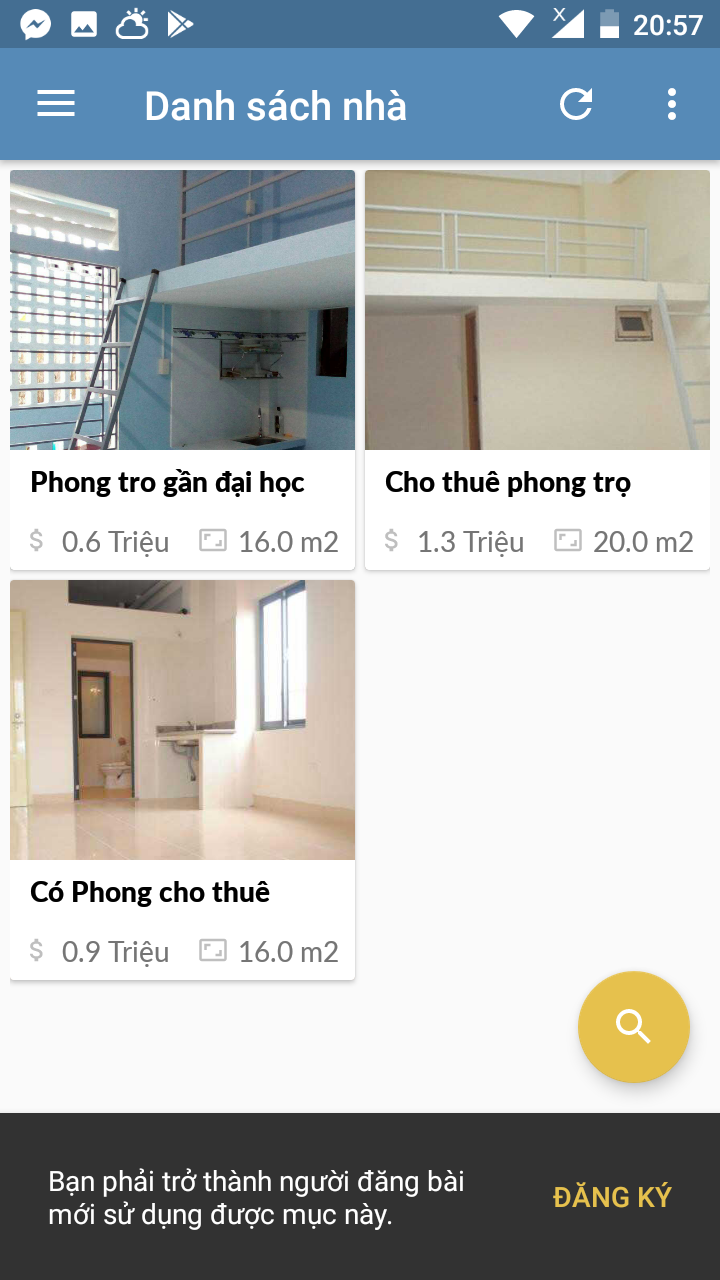 20:57
Danh sách nhà
Phong tro gần đại học
0.6 Triệu 16.0 m2
Cho thuê phong trọ
1.3 Triệu 20.0 m2
Có Phong cho thuê
0.9 Triệu 16.0 m2
Bạn phải trở thành người đăng bài
mới sử dụng được mục này.
ĐĂNG KÝ